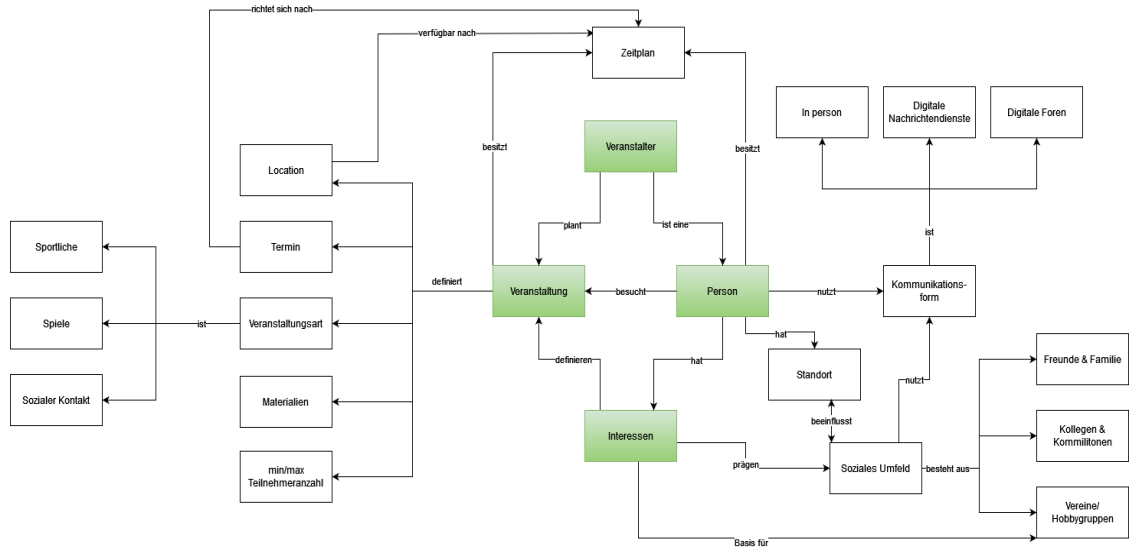 richtet sich nach
verfügbar nach
Zeitplan
In person
Digitale
Nachrichtendienste
Digitale Foren
besitzt
Veranstalter
besitzt
Location
plant
ist eine
ist
Sportliche
Termin
definiert
Veranstaltung
besucht
Person
nutzt
Kommunikations-
form
Spiele
ist
Veranstaltungsart
definieren
hat
hat
Standort
nutzt
Freunde & Familie
Sozialer Kontakt
Materialien
beeinflusst
Interessen
Kollegen &
Kommilitonen
min/max
Teilnehmeranzahl
prägen
Soziales Umfeld
besteht aus
Vereine/
Hobbygruppen
Basis für